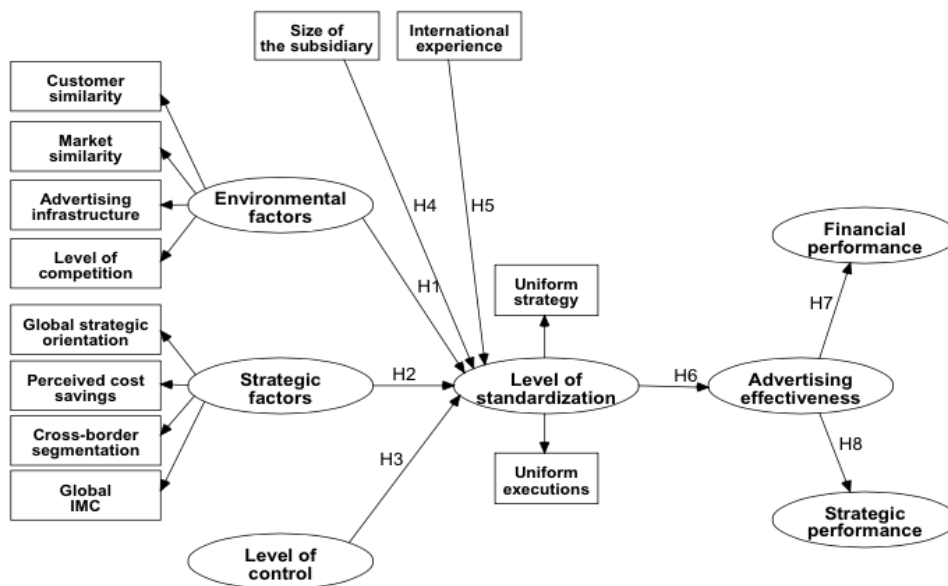 Size of
the subsidiary
International
experience
Customer
similarity
Market
similarity
Advertising
infrastructure
Level of
competition
Environmental
factors
H4
H5
H1
Financial
performance
Uniform
strategy
H7
Global strategic
orientation
Perceived cost
savings
Cross-border
segmentation
Global
IMC
Strategic
factors
H2
Level of
standardization
H6
Advertising
effectiveness
H3
H8
Uniform
executions
Strategic
performance
Level of
control